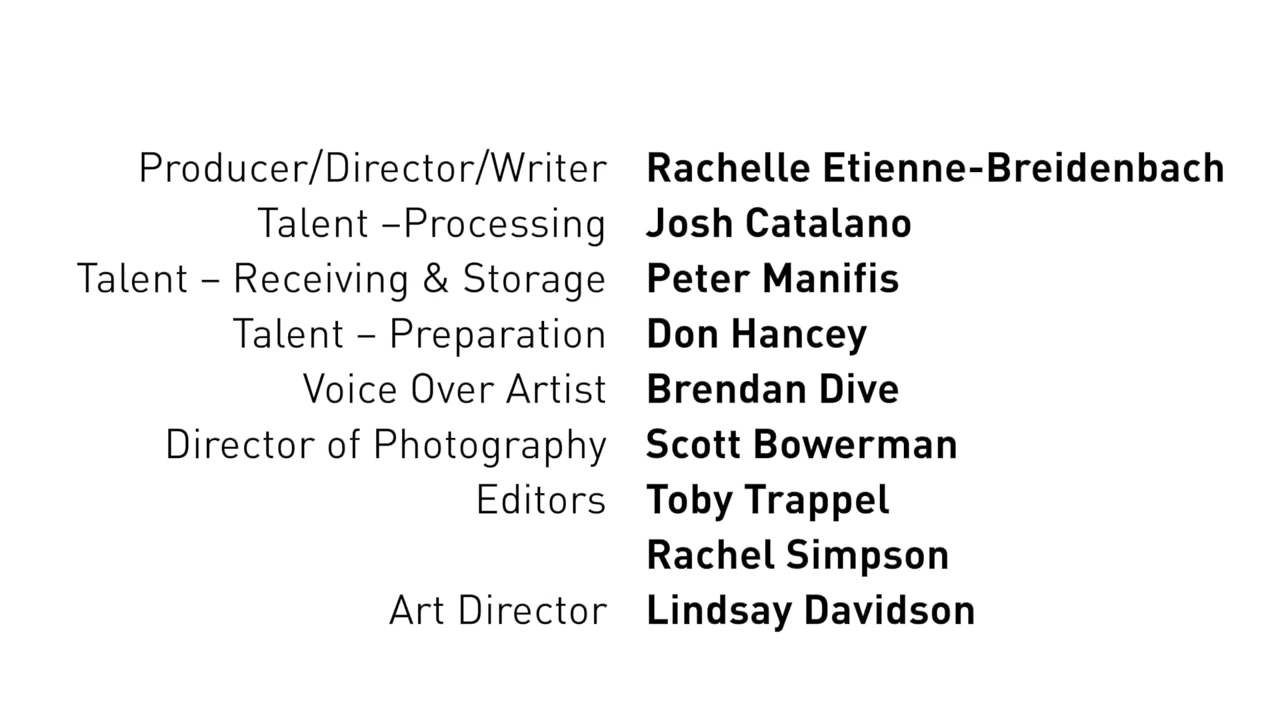 Producer/Director/Writer Rachelle Etienne-Breidenbach
Talent –Processing Josh Catalano
Talent – Receiving & Storage Peter Manifis
Talent – Preparation Don Hancey
Voice Over Artist Brendan Dive
Director of Photography Scott Bowerman
Editors Toby Trappel
Rachel Simpson
Art Director Lindsay Davidson